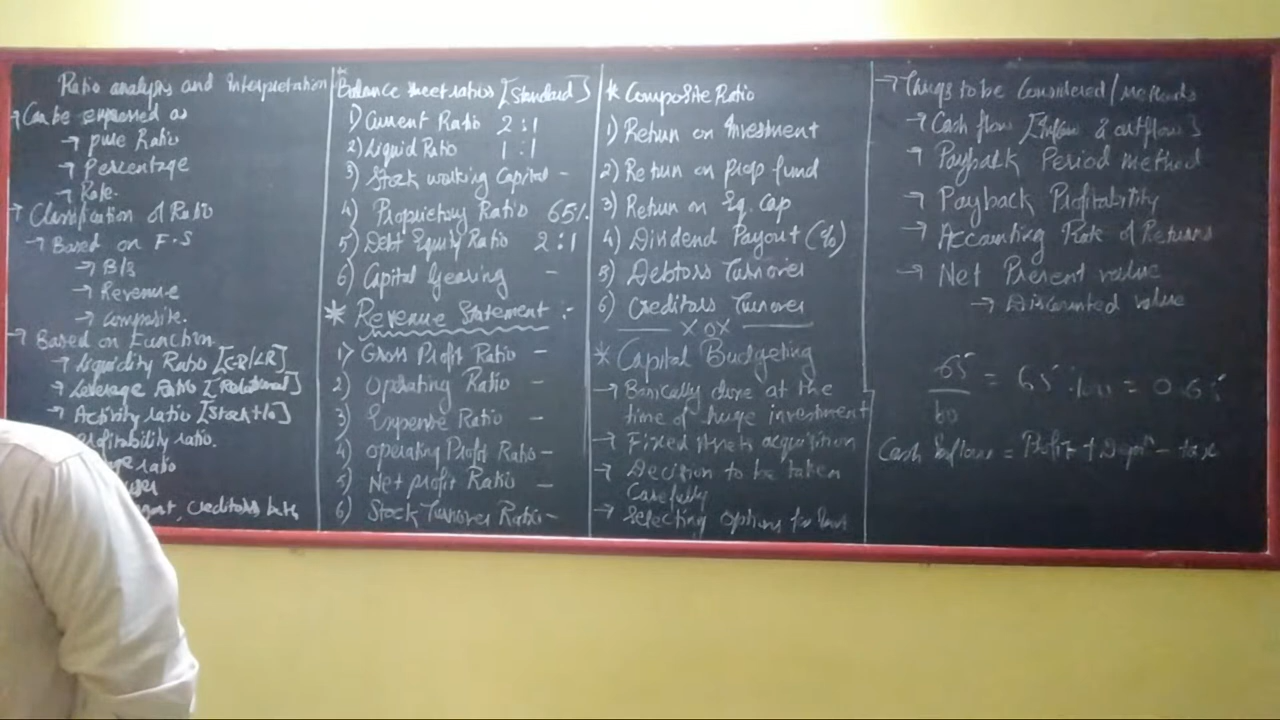 Ratio analysis and Interpretation
→ Can be expressed as
→ pure Ratio
→ Percentage
→ Rate.
→ Classification of Ratio
→ Based on F.S
→ B/S
→ Revenue
→ Composite.
→ Based on Function
→ Liquidity Ratio [CR/LR]
→ Leverage Ratio
→ Activity ratio [Stock t/o]
profitability ratio.
ratio
creditors
* Balance sheet ratios [Standard]
1) Current Ratio 2:1
2) Liquid Ratio 1:1
3) Stock working Capital -
4) Proprietory Ratio 65%.
5) Debt Equity Ratio 2:1
6) Capital Gearing -
* Revenue Statement :-
1) Gross Profit Ratio -
2) Operating Ratio -
3) Expense Ratio -
4) operating Profit Ratio -
5) Net profit Ratio -
6) Stock Turnover Ratio -
* Composite Ratio
1) Return on Investment
2) Return on prop fund
3) Return on Eq. cap
4) Dividend Payout (%)
5) Debtors Turnover
6) Creditors Turnover
X OX
* Capital Budgeting
→ Basically done at the
time of huge investment
→ Fixed Assets acquisition
→ Decision to be taken
Carefully
→ Selecting options for
→ Things to be Considered/methods
→ Cash flow [Inflow & outflow]
→ Payback Period method
→ Payback Profitability
→ Accounting Rate of Returns
→ Net Present value
→ Discounted value
65 = 65 = 0.65
Cash Inflows = Profit + Depn - tax